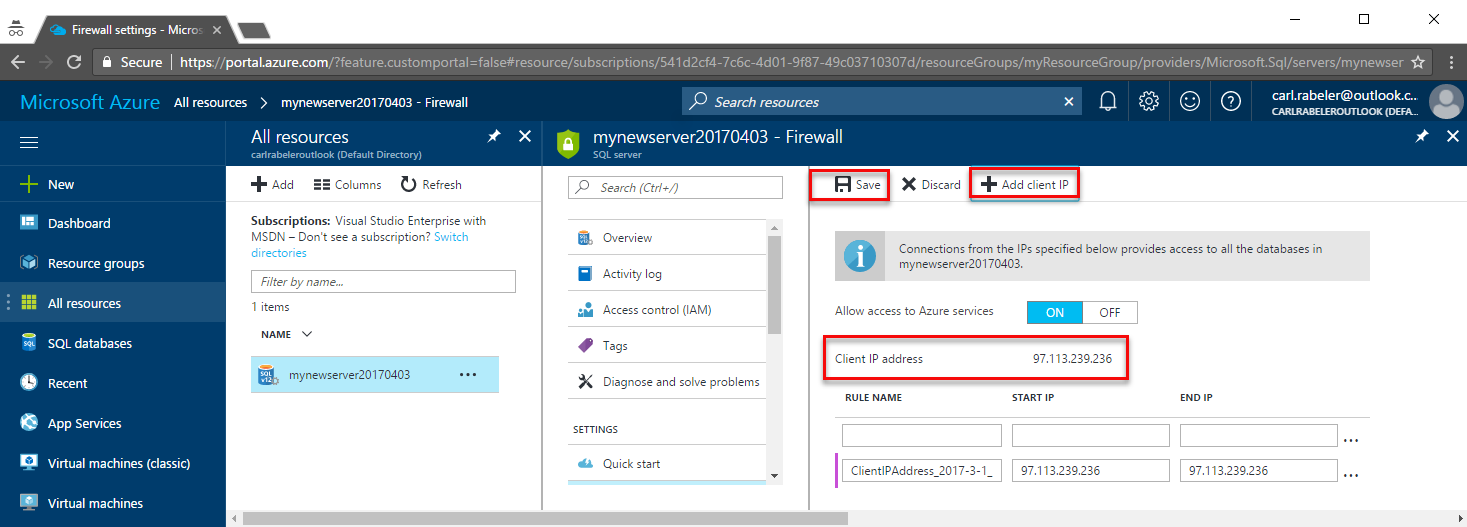 Firewall settings - Micros
Secure
https://portal.azure.com/?feature.customportal=false#resource/subscriptions/541d2cf4-7c6c-4d01-9f87-49c03710307d/resourceGroups/myResourceGroup/providers/Microsoft.Sql/servers/mynewser
Microsoft Azure
All resources
mynewserver20170403 - Firewall
Search resources
carl.rabeler@outlook.c...
CARLRABELEROUTLOOK (DEFA...
New
Dashboard
Resource groups
All resources
SQL databases
Recent
App Services
Virtual machines (classic)
Virtual machines
All resources
carlrabeleroutlook (Default Directory)
Add
Columns
Refresh
Subscriptions: Visual Studio Enterprise with
MSDN – Don't see a subscription? Switch
directories
Filter by name...
1 items
NAME
mynewserver20170403
mynewserver20170403 - Firewall
SQL server
Search (Ctrl+/)
Overview
Activity log
Access control (IAM)
Tags
Diagnose and solve problems
SETTINGS
Quick start
Save
Discard
Add client IP
Connections from the IPs specified below provides access to all the databases in
mynewserver20170403.
Allow access to Azure services
ON
OFF
Client IP address
97.113.239.236
RULE NAME
START IP
END IP
ClientIPAddress_2017-3-1_
97.113.239.236
97.113.239.236